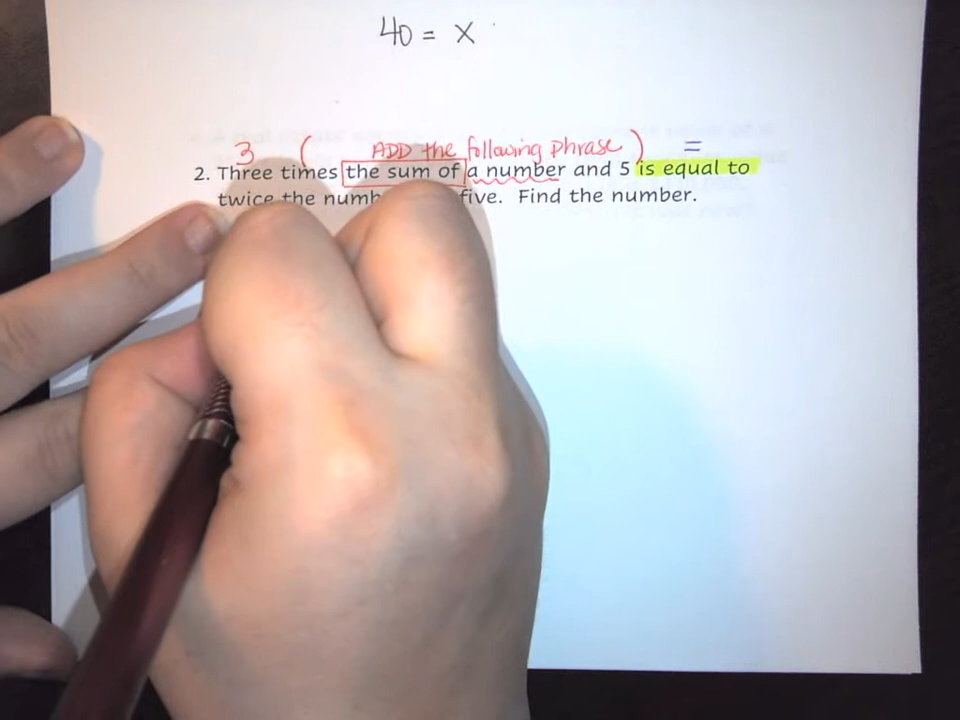 40 = x
3 ( ADD the following phrase ) =
2. Three times the sum of a number and 5 is equal to
twice the five. Find the number.